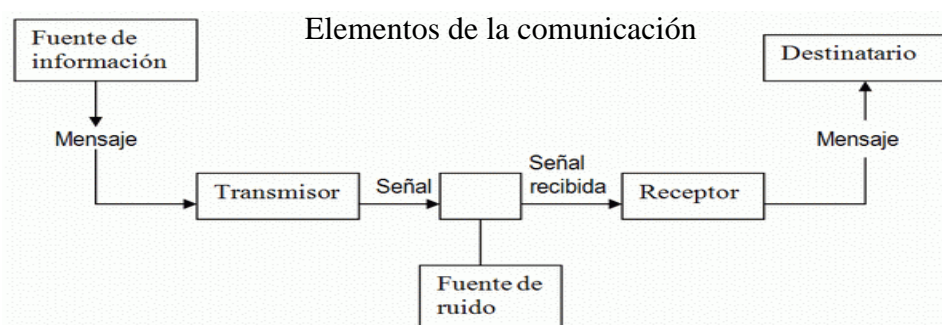 Elementos de la comunicación
Fuente de
información
Mensaje
Transmisor
Señal
Señal
recibida
Receptor
Mensaje
Destinatario
Fuente de
ruido